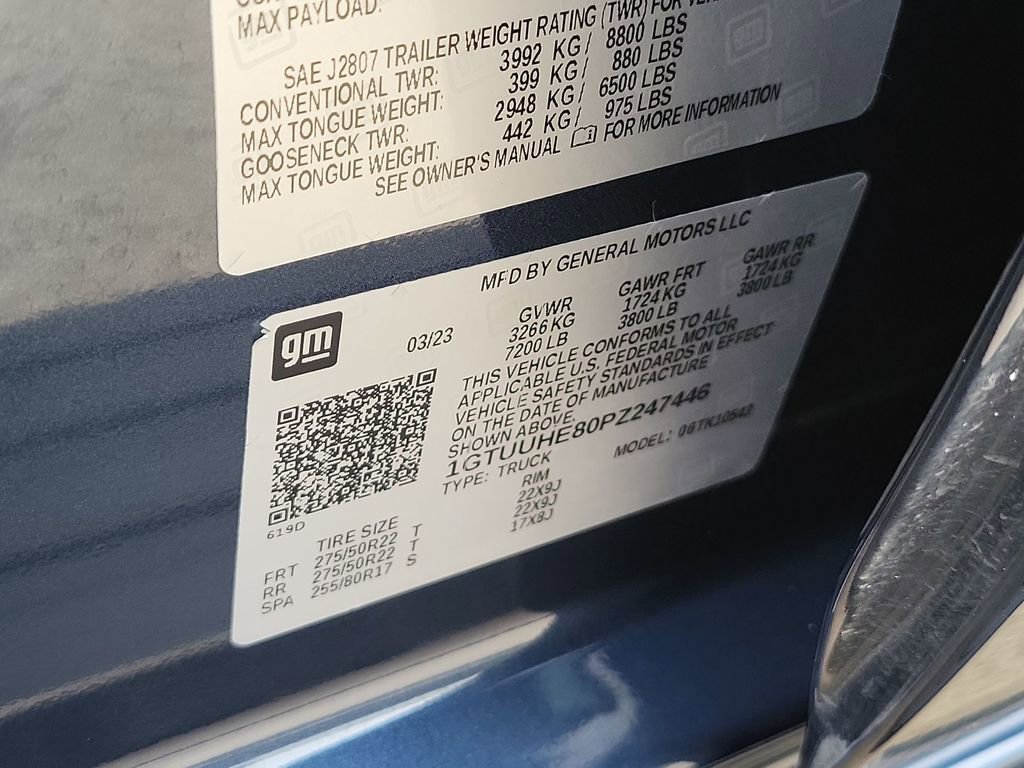 MAX PAYLOAD:
SAE J2807 TRAILER WEIGHT RATING (TWR) FOR
CONVENTIONAL TWR: 3992 KG/ 8800 LBS
MAX TONGUE WEIGHT: 399 KG/ 880 LBS
GOOSENECK TWR: 2948 KG/ 6500 LBS
MAX TONGUE WEIGHT: 442 KG/ 975 LBS
SEE OWNER'S MANUAL FOR MORE INFORMATION
MFD BY GENERAL MOTORS LLC
gm
03/23
GVWR GAWR FRT GAWR RR
3266 KG 1724 KG 1724 KG
7200 LB 3800 LB 3800 LB
THIS VEHICLE CONFORMS TO ALL
APPLICABLE U.S. FEDERAL MOTOR
VEHICLE SAFETY STANDARDS IN EFFECT
ON THE DATE OF MANUFACTURE
SHOWN ABOVE.
1GTUUHE80PZ247446
TYPE: TRUCK MODEL: 06TK10543
619D
TIRE SIZE RIM
FRT 275/50R22 T 22X9J
RR 275/50R22 T 22X9J
SPA 255/80R17 S 17X8J